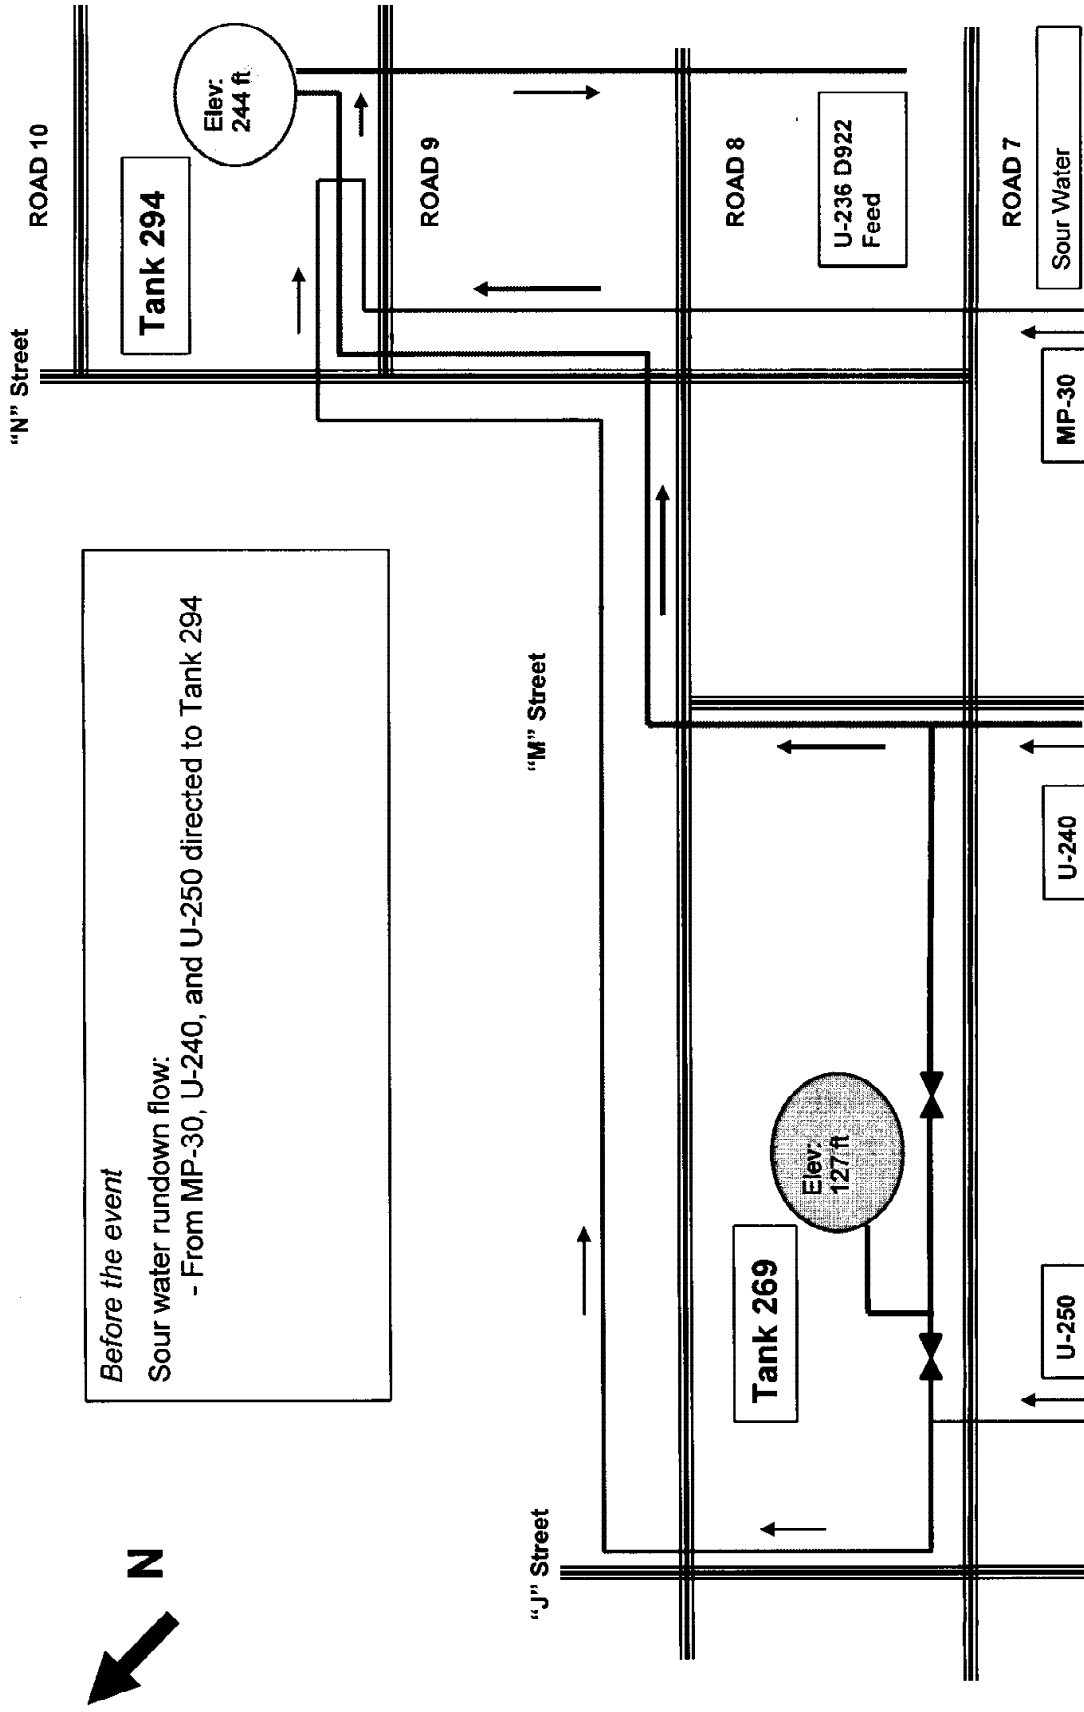 N
Before the event
Sour water rundown flow:
- From MP-30, U-240, and U-250 directed to Tank 294
"N" Street
ROAD 10
Tank 294
Elev:
244 ft
ROAD 9
"J" Street
"M" Street
ROAD 8
Tank 269
Elev:
127 ft
U-236 D922
Feed
ROAD 7
U-250
U-240
MP-30
Sour Water